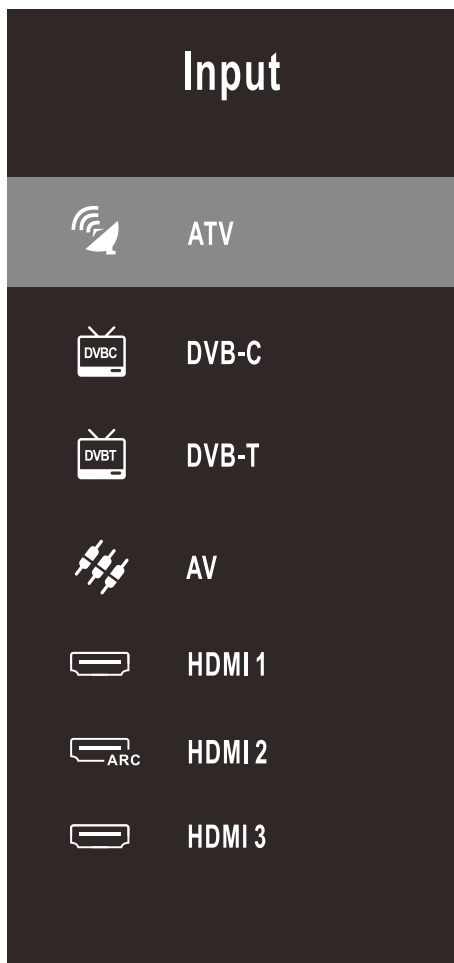 Input
ATV
DVBC
DVB-C
DVBT
DVB-T
AV
HDMI 1
ARC
HDMI 2
HDMI 3